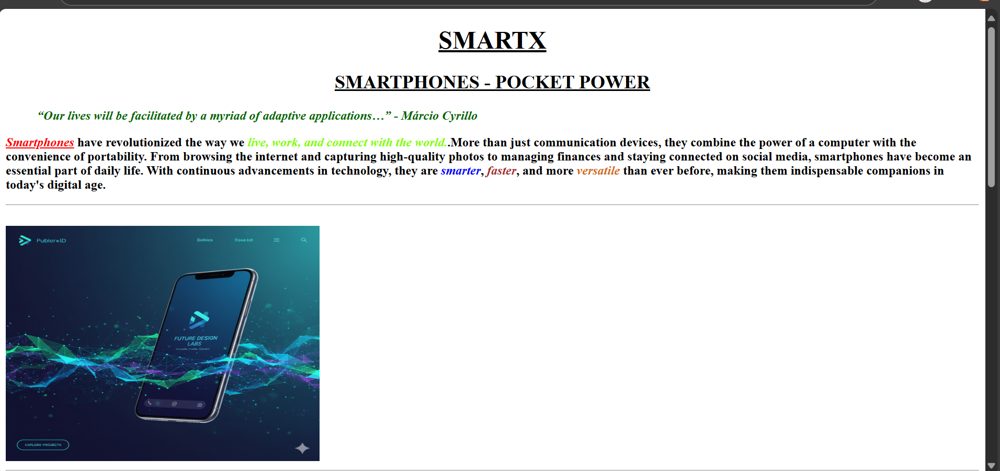 SMARTX
SMARTPHONES - POCKET POWER
“Our lives will be facilitated by a myriad of adaptive applications…” - Márcio Cyrillo
Smartphones have revolutionized the way we live, work, and connect with the world..More than just communication devices, they combine the power of a computer with the
convenience of portability. From browsing the internet and capturing high-quality photos to managing finances and staying connected on social media, smartphones have become an
essential part of daily life. With continuous advancements in technology, they are smarter, faster, and more versatile than ever before, making them indispensable companions in
today's digital age.
Pubier+ID
FUTURE DESIGN
LABS
EXPLORE PROJECTS